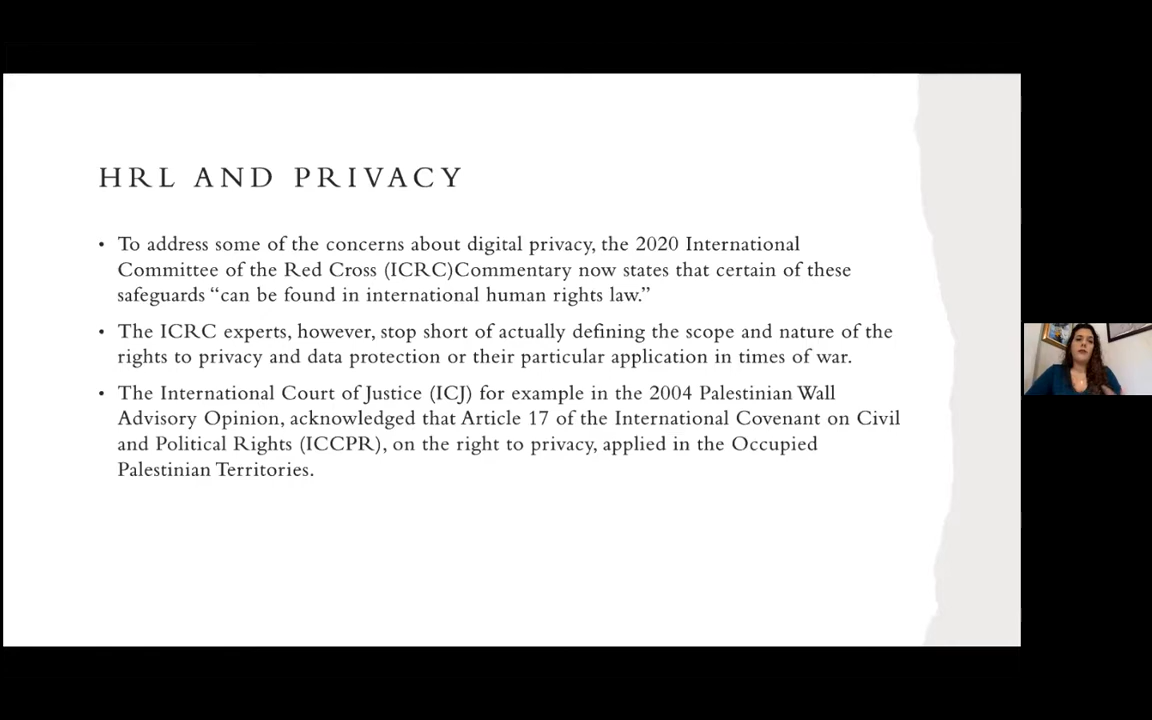 HRL AND PRIVACY
• To address some of the concerns about digital privacy, the 2020 International
Committee of the Red Cross (ICRC)Commentary now states that certain of these
safeguards “can be found in international human rights law.”
• The ICRC experts, however, stop short of actually defining the scope and nature of the
rights to privacy and data protection or their particular application in times of war.
• The International Court of Justice (ICJ) for example in the 2004 Palestinian Wall
Advisory Opinion, acknowledged that Article 17 of the International Covenant on Civil
and Political Rights (ICCPR), on the right to privacy, applied in the Occupied
Palestinian Territories.